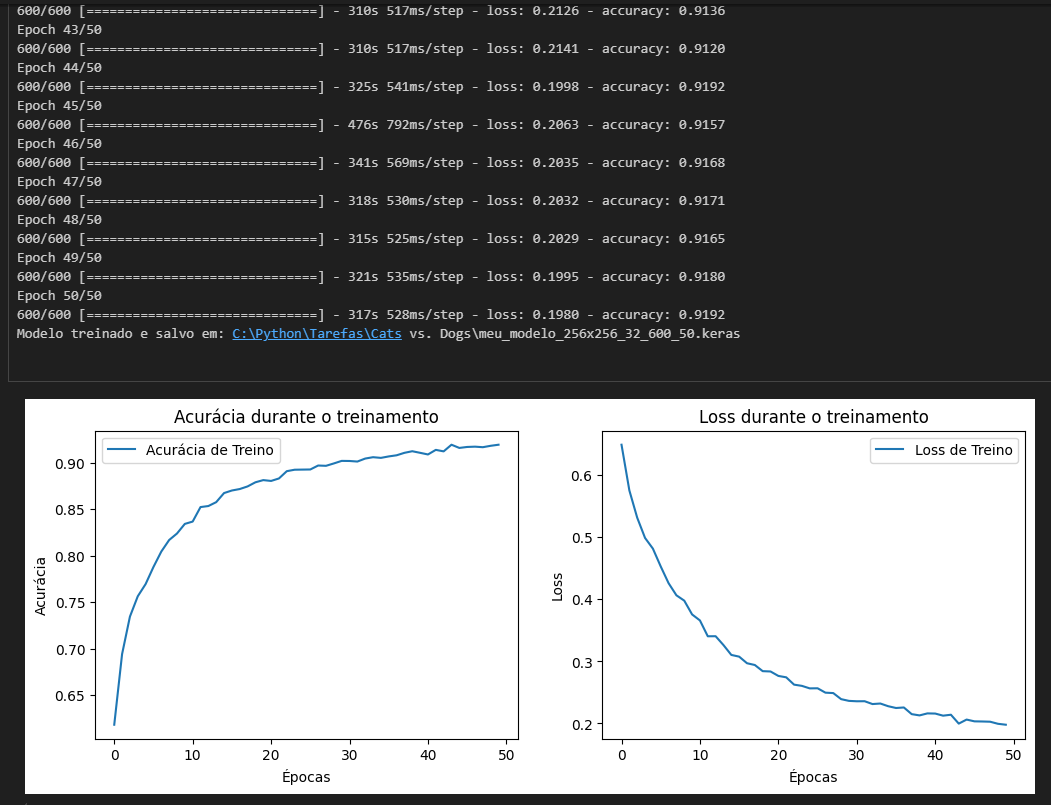 600/600 [==============================] - 310s 517ms/step - loss: 0.2126 - accuracy: 0.9136
Epoch 43/50
600/600 [==============================] - 310s 517ms/step - loss: 0.2141 - accuracy: 0.9120
Epoch 44/50
600/600 [==============================] - 325s 541ms/step - loss: 0.1998 - accuracy: 0.9192
Epoch 45/50
600/600 [==============================] - 476s 792ms/step - loss: 0.2063 - accuracy: 0.9157
Epoch 46/50
600/600 [==============================] - 341s 569ms/step - loss: 0.2035 - accuracy: 0.9168
Epoch 47/50
600/600 [==============================] - 318s 530ms/step - loss: 0.2032 - accuracy: 0.9171
Epoch 48/50
600/600 [==============================] - 315s 525ms/step - loss: 0.2029 - accuracy: 0.9165
Epoch 49/50
600/600 [==============================] - 321s 535ms/step - loss: 0.1995 - accuracy: 0.9180
Epoch 50/50
600/600 [==============================] - 317s 528ms/step - loss: 0.1980 - accuracy: 0.9192
Modelo treinado e salvo em: C:\Python\Tarefas\Cats vs. Dogs\meu_modelo_256x256_32_600_50.keras
Acurácia durante o treinamento
Acurácia de Treino
0.90
0.85
0.80
0.75
0.70
0.65
Acurácia
0 10 20 30 40 50
Épocas
Loss durante o treinamento
Loss de Treino
0.6
0.5
0.4
0.3
0.2
Loss
0 10 20 30 40 50
Épocas